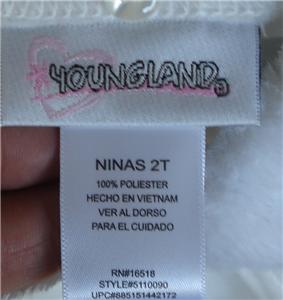 YOUNGLAND
NINAS 2T
100% POLIESTER
HECHO EN VIETNAM
VER AL DORSO
PARA EL CUIDADO
RN#16518
STYLE#5110090
UPC#885151442172